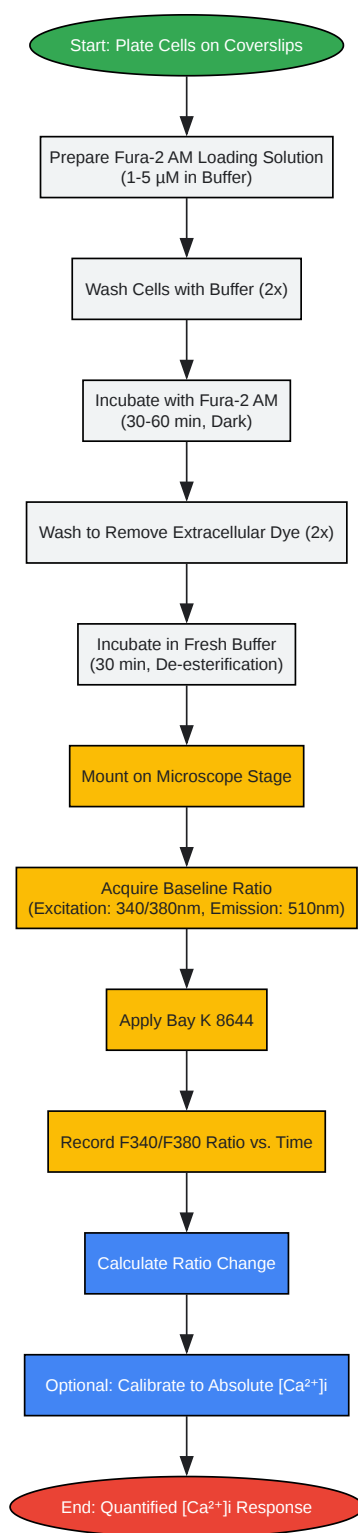 Start: Plate Cells on Coverslips
Prepare Fura-2 AM Loading Solution
(1-5 µM in Buffer)
Wash Cells with Buffer (2x)
Incubate with Fura-2 AM
(30-60 min, Dark)
Wash to Remove Extracellular Dye (2x)
Incubate in Fresh Buffer
(30 min, De-esterification)
Mount on Microscope Stage
Acquire Baseline Ratio
(Excitation: 340/380nm, Emission: 510nm)
Apply Bay K 8644
Record F340/F380 Ratio vs. Time
Calculate Ratio Change
Optional: Calibrate to Absolute [Ca²⁺]i
End: Quantified [Ca²⁺]i Response